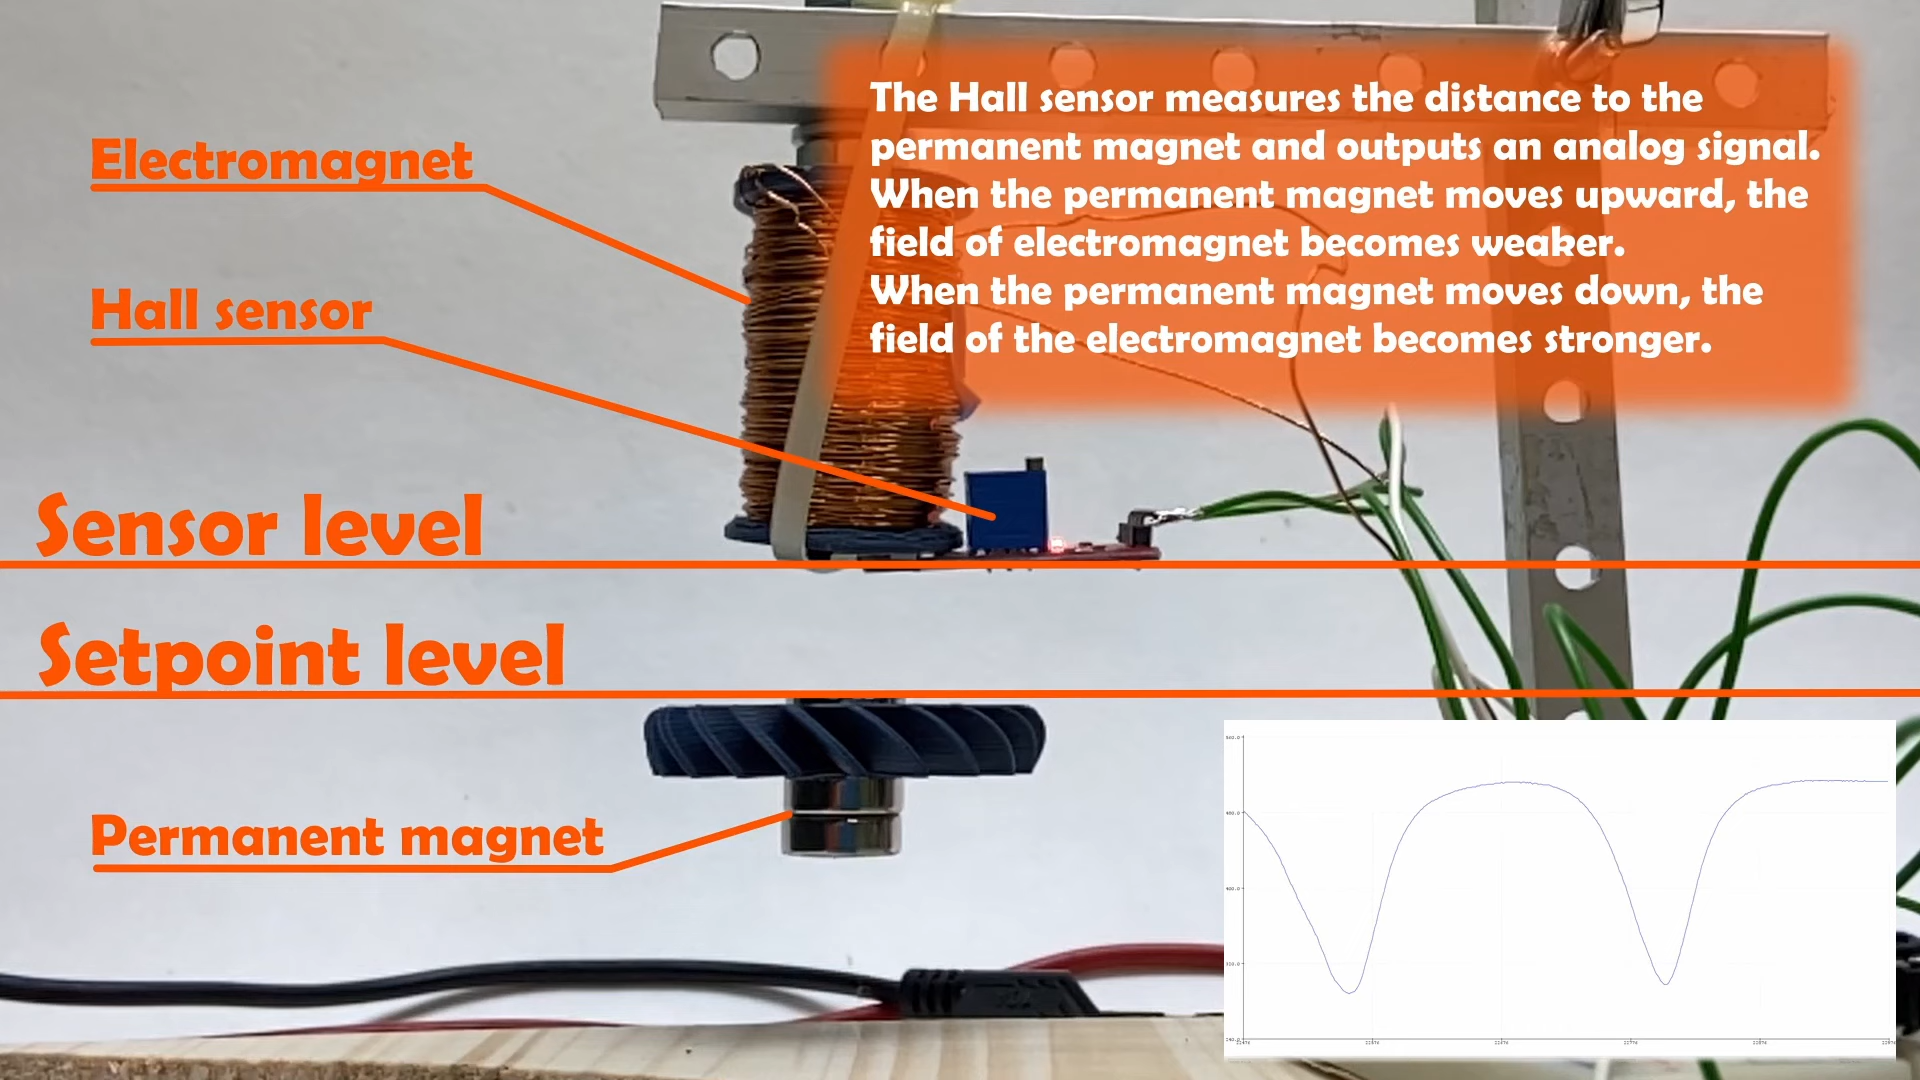 The Hall sensor measures the distance to the
permanent magnet and outputs an analog signal.
When the permanent magnet moves upward, the
field of electromagnet becomes weaker.
When the permanent magnet moves down, the
field of the electromagnet becomes stronger.
Electromagnet
Hall sensor
Sensor level
Setpoint level
Permanent magnet